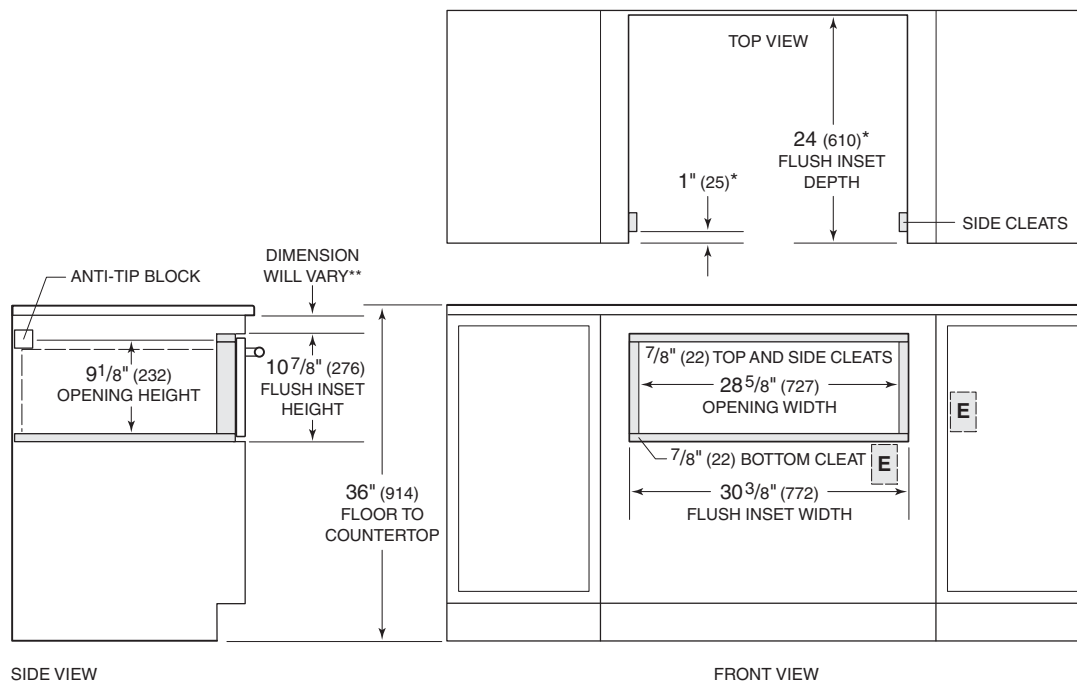 TOP VIEW
24 (610)*
FLUSH INSET
DEPTH
1" (25)*
SIDE CLEATS
DIMENSION
WILL VARY**
ANTI-TIP BLOCK
9 1/8" (232)
OPENING HEIGHT
10 7/8" (276)
FLUSH INSET
HEIGHT
36" (914)
FLOOR TO
COUNTERTOP
7/8" (22) TOP AND SIDE CLEATS
28 5/8" (727)
OPENING WIDTH
E
7/8" (22) BOTTOM CLEAT
E
30 3/8" (772)
FLUSH INSET WIDTH
SIDE VIEW
FRONT VIEW